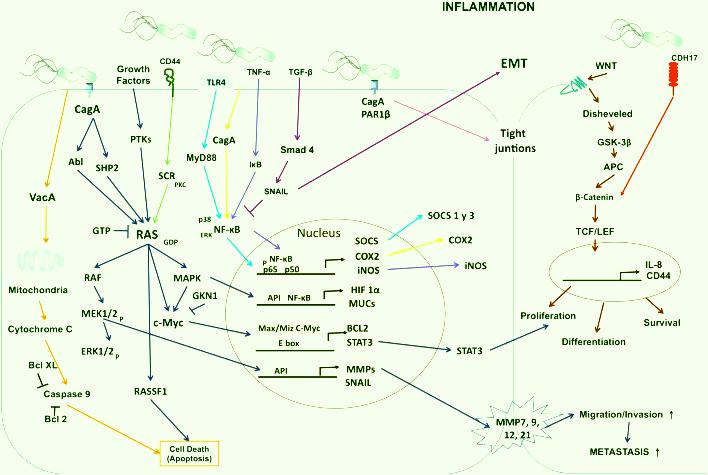 INFLAMMATION
CD44
Growth
Factors
TLR4
TNF-α
TGF-β
EMT
WNT
CDH17
CagA
CagA
PAR1β
Disheveled
PTKs
CagA
Tight
juntions
GSK-3β
Abl
SHP2
MyD88
IκB
Smad 4
APC
SCR
PKC
SNAIL
β-Catenin
VacA
p38
ERK
NF-κB
SOCS 1 y 3
GTP
RAS
GDP
Nucleus
TCF/LEF
SOCS
COX2
P NF-κB
p65 p50
COX2
iNOS
iNOS
IL-8
CD44
RAF
MAPK
Mitochondria
GKN1
API NF-κB
HIF 1α
MUCs
MEK1/2 P
c-Myc
Proliferation
Survival
Cytochrome C
Max/Miz C-Myc
BCL2
E box
STAT3
Differentiation
ERK1/2 P
STAT3
Bcl XL
API
MMPs
SNAIL
Caspase 9
RASSF1
Bcl 2
MMP7, 9,
12, 21
Migration/Invasion ↑
Cell Death
(Apoptosis)
METASTASIS ↑